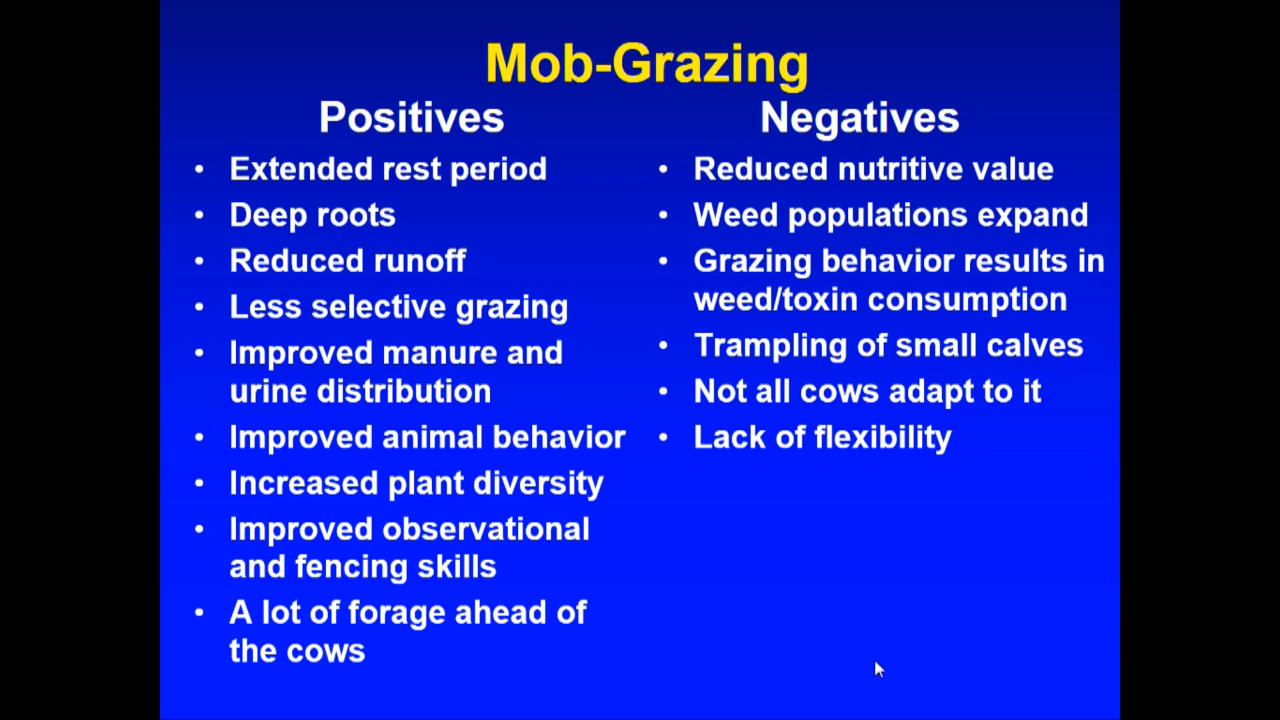 Mob-Grazing
Positives
• Extended rest period
• Deep roots
• Reduced runoff
• Less selective grazing
• Improved manure and
urine distribution
• Improved animal behavior
• Increased plant diversity
• Improved observational
and fencing skills
• A lot of forage ahead of
the cows
Negatives
• Reduced nutritive value
• Weed populations expand
• Grazing behavior results in
weed/toxin consumption
• Trampling of small calves
• Not all cows adapt to it
• Lack of flexibility